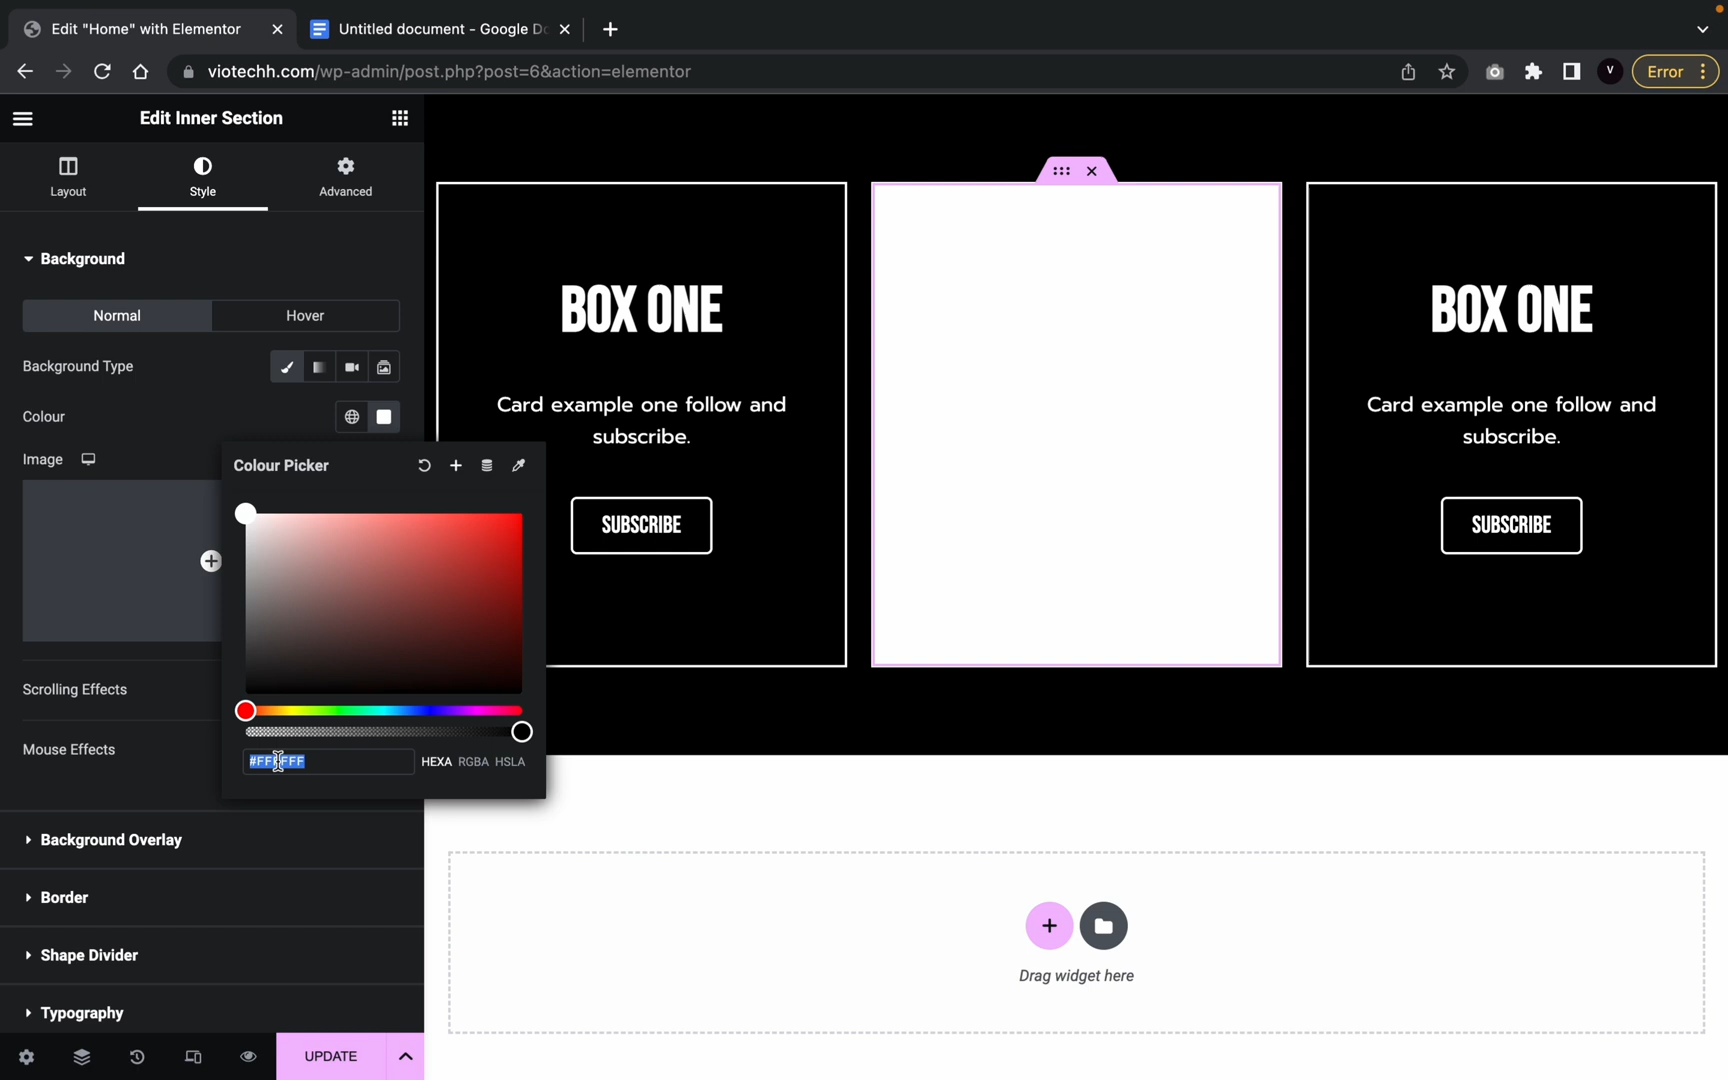 Edit "Home" with Elementor
Untitled document - Google Do
viotechh.com/wp-admin/post.php?post=6&action=elementor
V
Error
Edit Inner Section
Layout
Style
Advanced
Background
Normal
Hover
Background Type
Colour
Image
Colour Picker
#FFFFFF
HEXA RGBA HSLA
Scrolling Effects
Mouse Effects
Background Overlay
Border
Shape Divider
Typography
UPDATE
BOX ONE
Card example one follow and
subscribe.
SUBSCRIBE
BOX ONE
Card example one follow and
subscribe.
SUBSCRIBE
Drag widget here